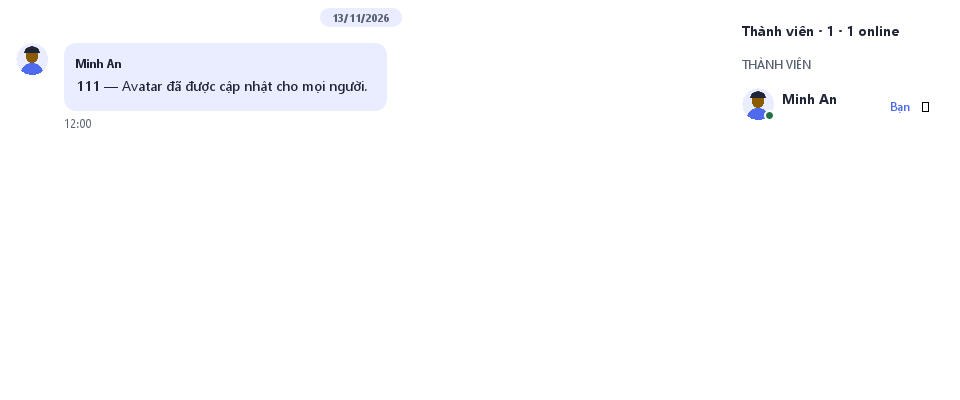 13/11/2026
Minh An
111 — Avatar đã được cập nhật cho mọi người.
12:00
Thành viên · 1 · 1 online
THÀNH VIÊN
Minh An
Bạn